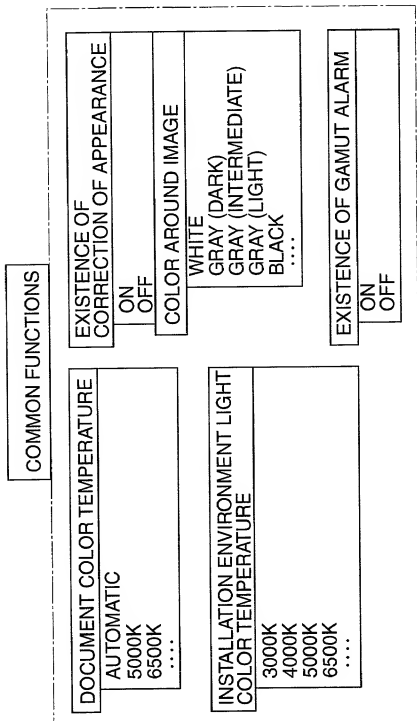 COMMON FUNCTIONS
DOCUMENT COLOR TEMPERATURE
AUTOMATIC
5000K
6500K
....
INSTALLATION ENVIRONMENT LIGHT
COLOR TEMPERATURE
3000K
4000K
5000K
6500K
....
EXISTENCE OF
CORRECTION OF APPEARANCE
ON
OFF
COLOR AROUND IMAGE
WHITE
GRAY (DARK)
GRAY (INTERMEDIATE)
GRAY (LIGHT)
BLACK
....
EXISTENCE OF GAMUT ALARM
ON
OFF